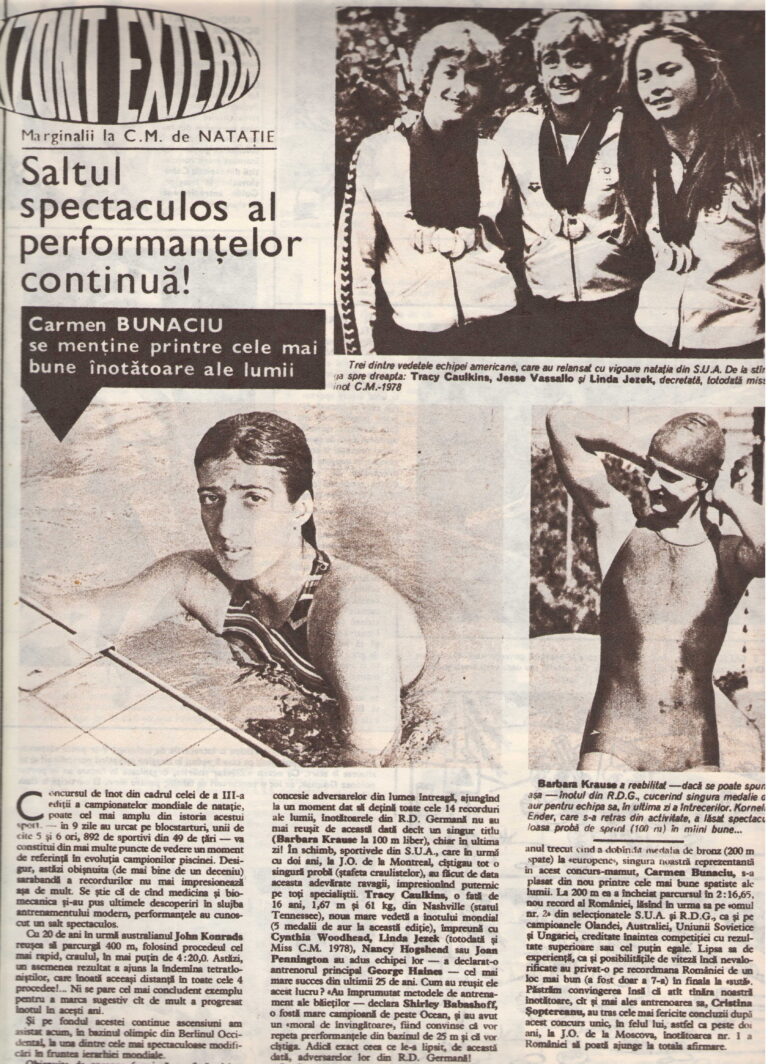 IZONT EXTERN
Marginalii la C.M. de NATAȚIE
Saltul
spectaculos al
performanțelor
continuă!
Carmen BUNACIU
se menține printre cele mai
bune înotătoare ale lumii
Trei dintre vedetele echipei americane, care au relansat cu vigoare natația din S.U.A. De la stîn
ga spre dreapta: Tracy Caulkins, Jesse Vassallo și Linda Jezek, decretată, totodată miss
înot C.M.-1978
Barbara Krause a reabilitat —dacă se poate spun
așa — înotul din R.D.G., cucerind singura medalie d
aur pentru echipa sa, în ultima zi a întrecerilor. Kornel
Ender, care s-a retras din activitate, a lăsat spectacu
loasa probă de sprint (100 m) în mîini bune...
Concursul de înot din cadrul celei de a III-a
ediții a campionatelor mondiale de natație,
poate cel mai amplu din istoria acestui
sport, — în 9 zile au urcat pe blocstarturi, unii de
cîte 5 și 6 ori, 892 de sportivi din 49 de țări — va
constitui din mai multe puncte de vedere un moment
de referință în evoluția campionilor piscinei. Desi-
gur, astăzi obișnuita (de mai bine de un deceniu)
sarabandă a recordurilor nu mai impresionează
așa de mult. Se știe că de cînd medicina și bio-
mecanica și-au pus ultimele descoperiri în slujba
antrenamentului modern, performanțele au cunos-
cut un salt spectaculos.
Cu 20 de ani în urmă australianul John Konrads
reușea să parcurgă 400 m, folosind procedeul cel
mai rapid, craulul, în mai puțin de 4:20,0. Astăzi,
un asemenea rezultat a ajuns la îndemîna tetratlo-
niștilor, care înoată aceeași distanță în toate cele 4
procedee!... Ni se pare cel mai concludent exemplu
pentru a marca sugestiv cît de mult a progresat
înotul în acești ani.
Și pe fondul acestei continue ascensiuni am
asistat acum, în bazinul olimpic din Berlinul Occi-
dental, la una dintre cele mai spectaculoase modifi-
cări în fruntea ierarhiei mondiale.
concesie adversarelor din lumea întreagă, ajungînd
la un moment dat să dețină toate cele 14 recorduri
ale lumii, înotătoarele din R.D. Germană nu au
mai reușit de această dată decît un singur titlu
(Barbara Krause la 100 m liber), chiar în ultima
zi! În schimb, sportivele din S.U.A., care în urmă
cu doi ani, la J.O. de la Montreal, cîștigau tot o
singură probă (ștafeta craulistelor), au făcut de data
aceasta adevărate ravagii, impresionînd puternic
pe toți specialiștii. Tracy Caulkins, o fată de
16 ani, 1,67 m și 61 kg, din Nashville (statul
Tennessee), noua mare vedetă a înotului mondial
(5 medalii de aur la această ediție), împreună cu
Cynthia Woodhead, Linda Jezek (totodată și
Miss C.M. 1978), Nancy Hogshead sau Joan
Pennington au adus echipei lor — a declarat-o
antrenorul principal George Haines — cel mai
mare succes din ultimii 25 de ani. Cum au reușit ele
acest lucru? «Au împrumutat metodele de antrena-
ment ale băieților — declara Shirley Babashoff,
o fostă mare campioană de peste Ocean, și au avut
un «moral de învingătoare», fiind convinse că vor
repeta performanțele din bazinul de 25 m și că vor
cîștiga. Adică exact ceea ce le-a lipsit, de această
dată, adversarelor lor din R.D. Germană!
anul trecut cînd a dobîndit medalia de bronz (200 m
spate) la «europene», singura noastră reprezentantă
în acest concurs-mamut, Carmen Bunaciu, s-a
plasat din nou printre cele mai bune spatiste ale
lumii. La 200 m ea a încheiat parcursul în 2:16,65,
nou record al României, lăsînd în urma sa pe «omul
nr. 2» din selecționatele S.U.A. și R.D.G., ca și pe
campioanele Olandei, Australiei, Uniunii Sovietice
și Ungariei, creditate înaintea competiției cu rezul-
tate superioare sau cel puțin egale. Lipsa sa de
experiență, ca și posibilitățile de viteză încă nevalo-
rificate au privat-o pe recordmana României de un
loc mai bun (a fost doar a 7-a) în finala la «sută».
Păstrăm convingerea însă că atît tînăra noastră
înotătoare, cît și mai ales antrenoarea sa, Cristina
Șoptereanu, au tras cele mai fericite concluzii după
acest concurs unic, în felul lui, astfel ca peste doi
ani, la J.O. de la Moscova, înotătoarea nr. 1 a
României să poată ajunge la totala afirmare.